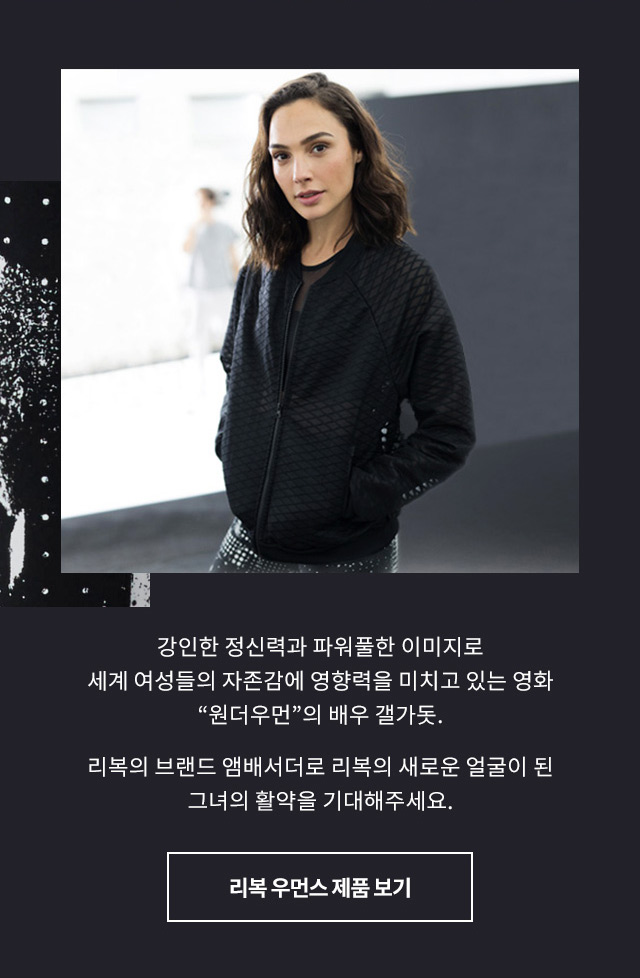 강인한 정신력과 파워풀한 이미지로
세계 여성들의 자존감에 영향력을 미치고 있는 영화
“원더우먼”의 배우 갤가돗.
리복의 브랜드 앰배서더로 리복의 새로운 얼굴이 된
그녀의 활약을 기대해주세요.
리복 우먼스 제품 보기